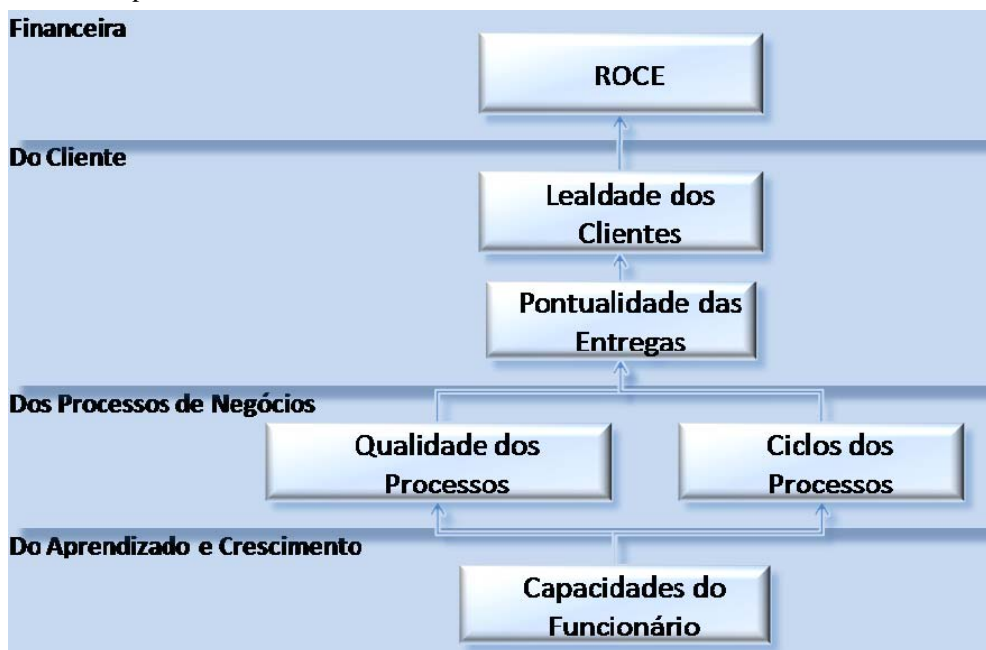 Financeira
ROCE
Do Cliente
Lealdade dos
Clientes
Pontualidade das
Entregas
Dos Processos de Negócios
Qualidade dos
Processos
Ciclos dos
Processos
Do Aprendizado e Crescimento
Capacidades do
Funcionário